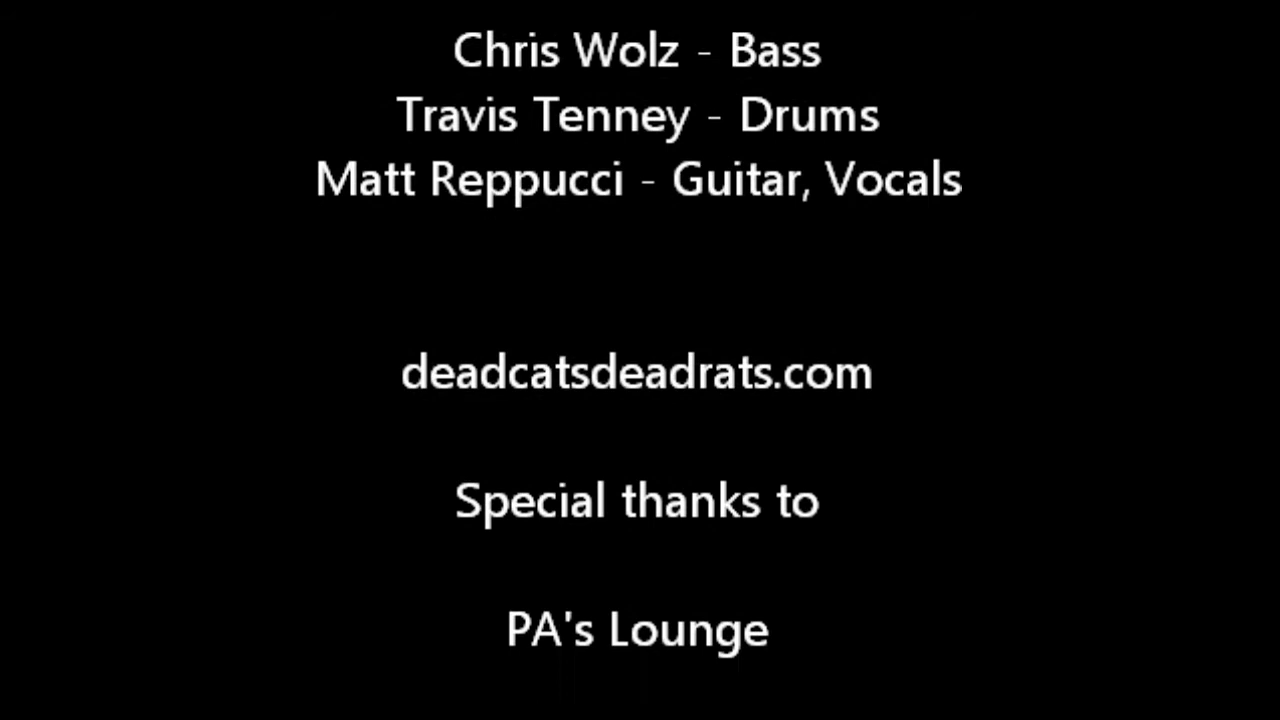 Chris Wolz - Bass
Travis Tenney - Drums
Matt Reppucci - Guitar, Vocals
deadcatsdeadrats.com
Special thanks to
PA's Lounge